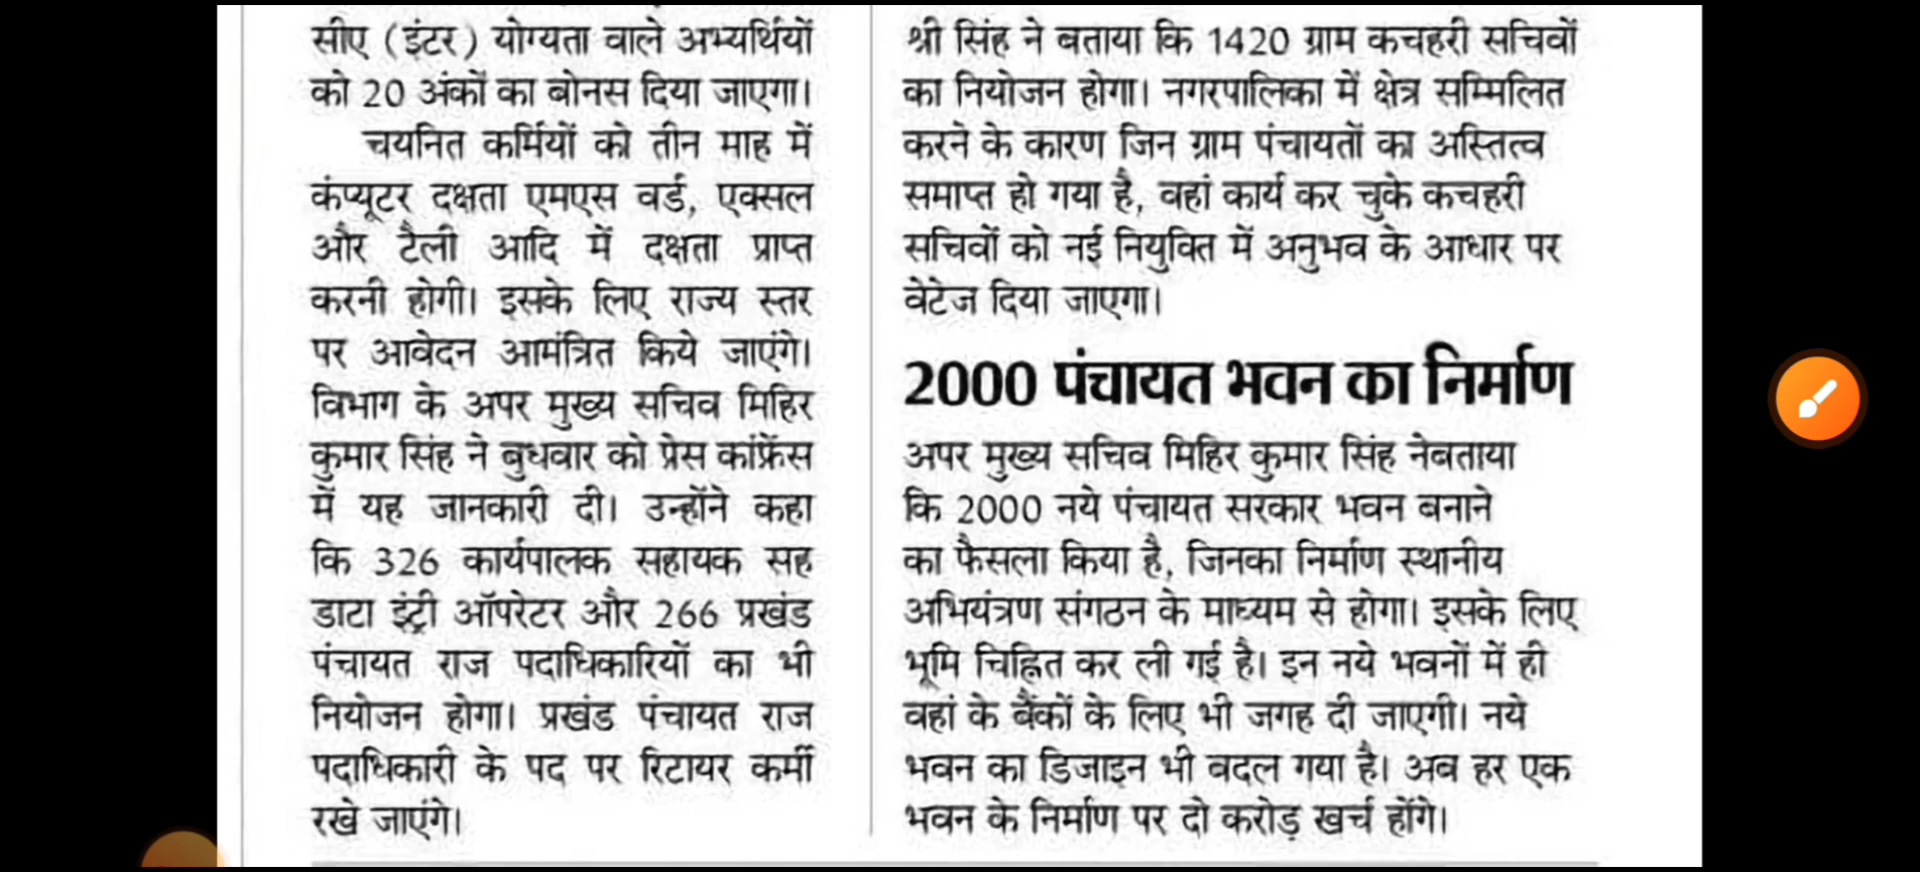 सीए (इंटर) योग्यता वाले अभ्यर्थियों
को 20 अंकों का बोनस दिया जाएगा।
चयनित कर्मियों को तीन माह में
कंप्यूटर दक्षता एमएस वर्ड, एक्सल
और टैली आदि में दक्षता प्राप्त
करनी होगी। इसके लिए राज्य स्तर
पर आवेदन आमंत्रित किये जाएंगे।
विभाग के अपर मुख्य सचिव मिहिर
कुमार सिंह ने बुधवार को प्रेस कांफ्रेंस
में यह जानकारी दी। उन्होंने कहा
कि 326 कार्यपालक सहायक सह
डाटा इंट्री ऑपरेटर और 266 प्रखंड
पंचायत राज पदाधिकारियों का भी
नियोजन होगा। प्रखंड पंचायत राज
पदाधिकारी के पद पर रिटायर कर्मी
रखे जाएंगे।
श्री सिंह ने बताया कि 1420 ग्राम कचहरी सचिवों
का नियोजन होगा। नगरपालिका में क्षेत्र सम्मिलित
करने के कारण जिन ग्राम पंचायतों का अस्तित्व
समाप्त हो गया है, वहां कार्य कर चुके कचहरी
सचिवों को नई नियुक्ति में अनुभव के आधार पर
वेटेज दिया जाएगा।
2000 पंचायत भवन का निर्माण
अपर मुख्य सचिव मिहिर कुमार सिंह नेबताया
कि 2000 नये पंचायत सरकार भवन बनाने
का फैसला किया है, जिनका निर्माण स्थानीय
अभियंत्रण संगठन के माध्यम से होगा। इसके लिए
भूमि चिह्नित कर ली गई है। इन नये भवनों में ही
वहां के बैंकों के लिए भी जगह दी जाएगी। नये
भवन का डिजाइन भी बदल गया है। अब हर एक
भवन के निर्माण पर दो करोड़ खर्च होंगे।